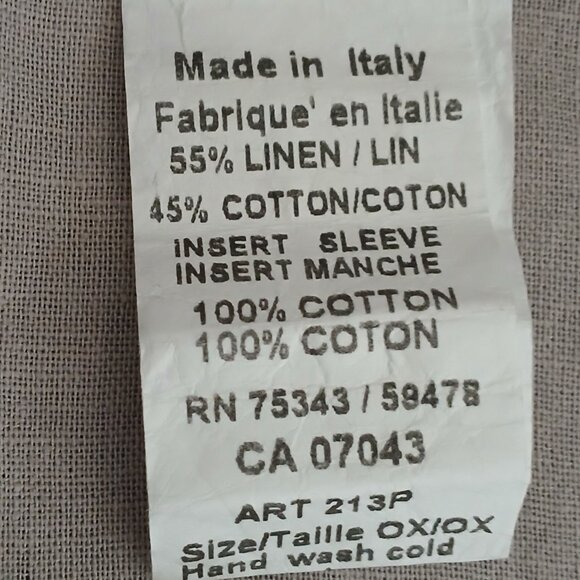 Made in Italy
Fabrique' en Italie
55% LINEN / LIN
45% COTTON/COTON
INSERT SLEEVE
INSERT MANCHE
100% COTTON
100% COTON
RN 75343 / 59478
CA 07043
ART 213P
Size/Taille OX/OX
Hand wash cold